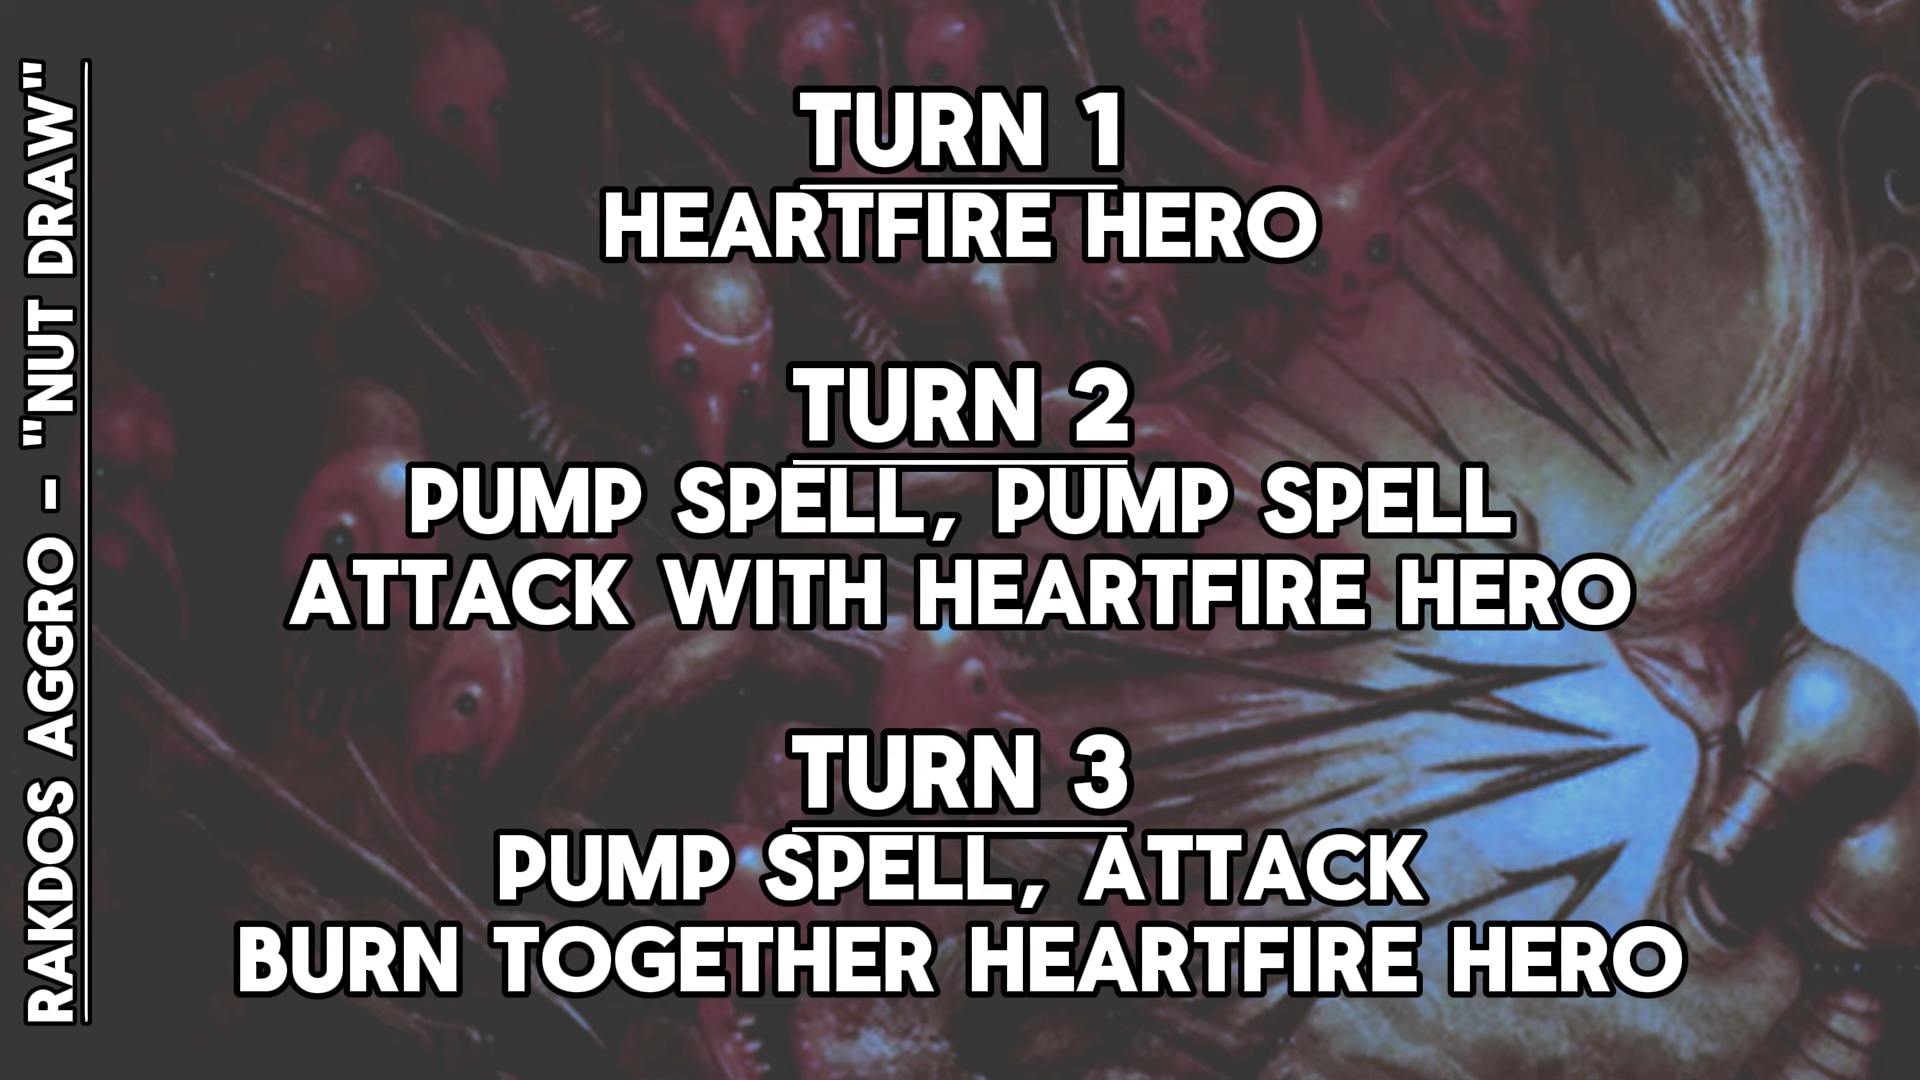 RAKDOS AGGRO - "NUT DRAW"
TURN 1
HEARTFIRE HERO
TURN 2
PUMP SPELL, PUMP SPELL
ATTACK WITH HEARTFIRE HERO
TURN 3
PUMP SPELL, ATTACK
BURN TOGETHER HEARTFIRE HERO